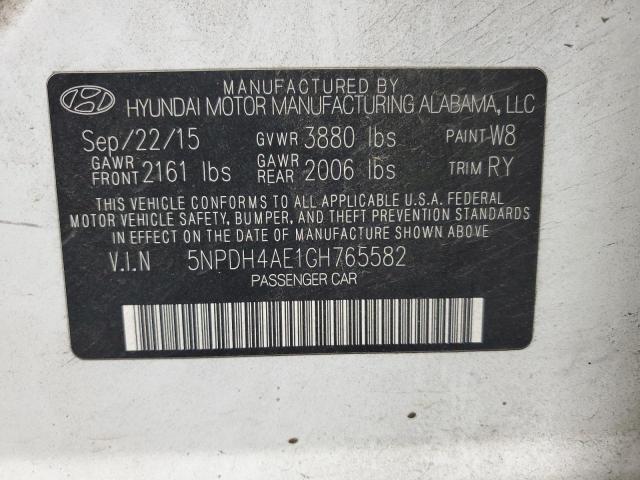 MANUFACTURED BY
HYUNDAI MOTOR MANUFACTURING ALABAMA, LLC
Sep/22/15 GVWR 3880 lbs PAINT W8
GAWR FRONT 2161 lbs GAWR REAR 2006 lbs TRIM RY
THIS VEHICLE CONFORMS TO ALL APPLICABLE U.S.A. FEDERAL
MOTOR VEHICLE SAFETY, BUMPER, AND THEFT PREVENTION STANDARDS
IN EFFECT ON THE DATE OF MANUFACTURE SHOWN ABOVE.
V.I.N 5NPDH4AE1GH765582
PASSENGER CAR